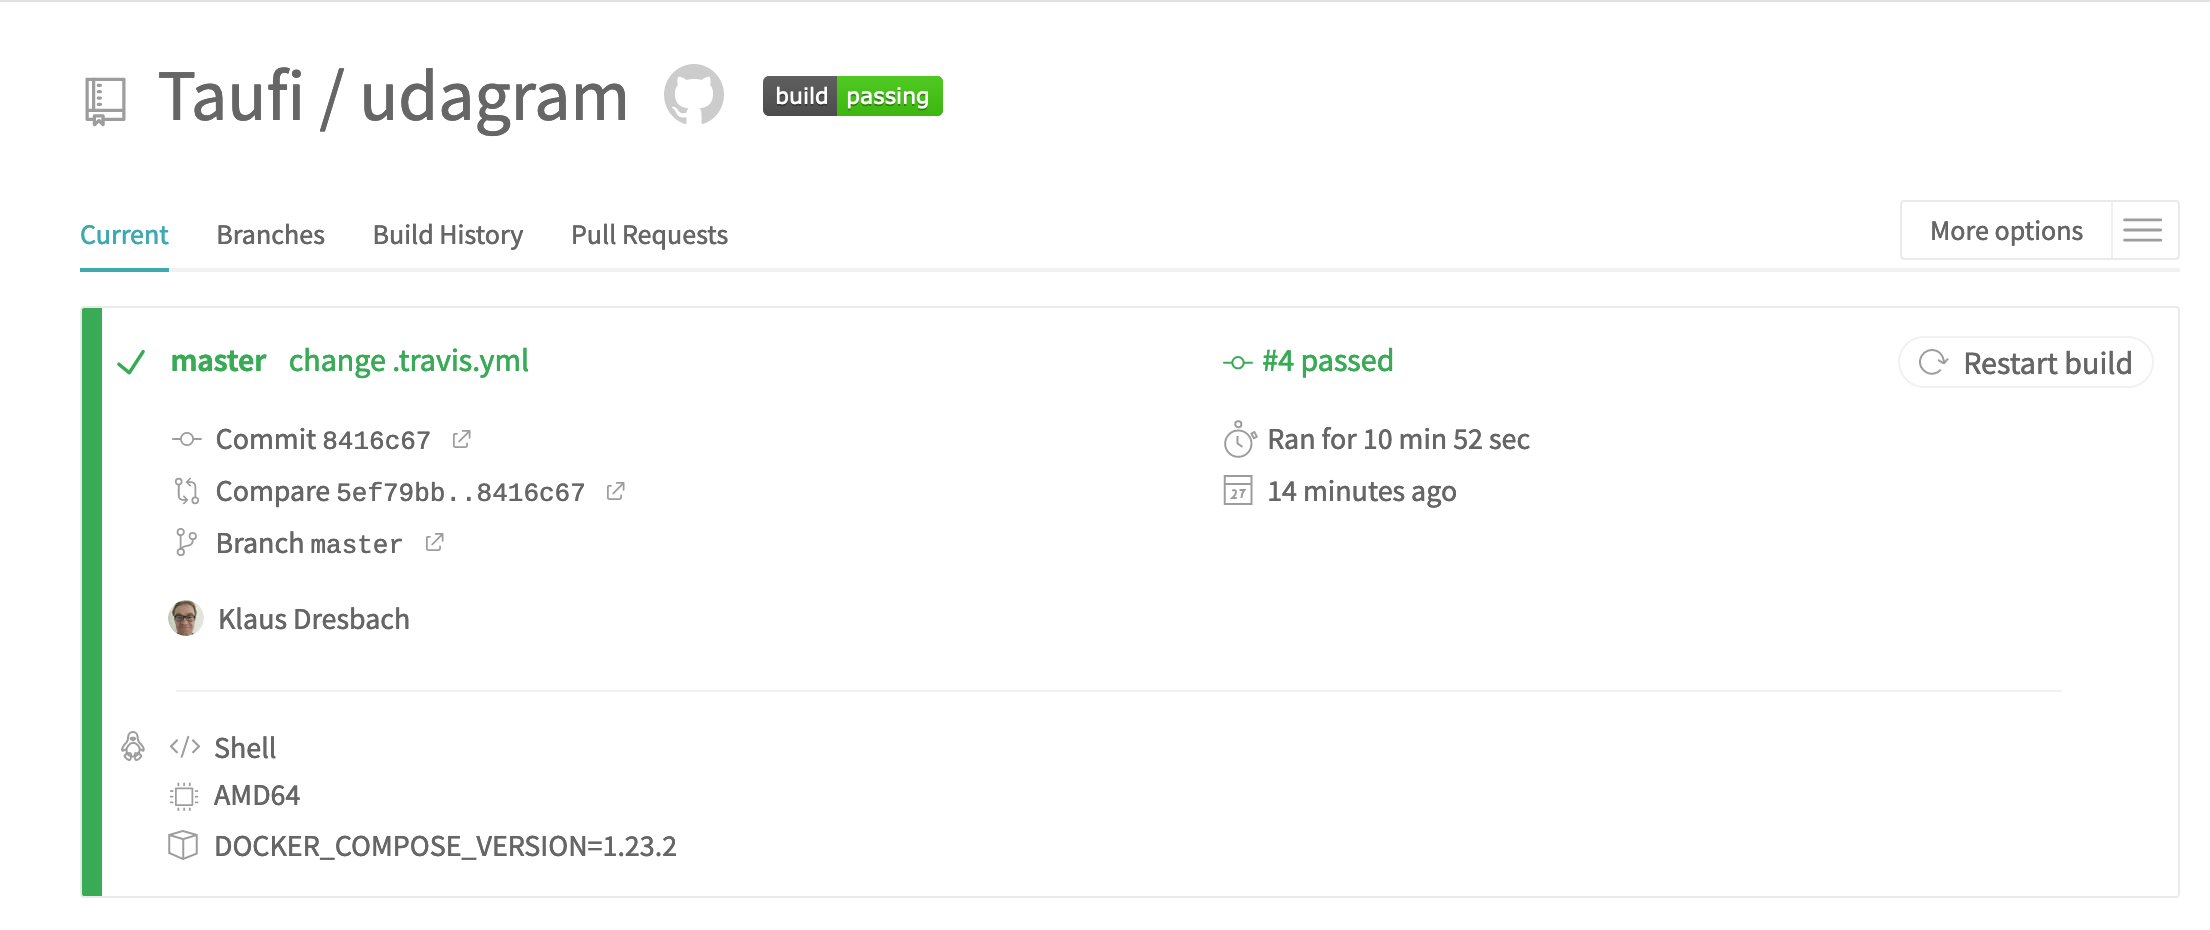 Taufi / udagram build passing
Current Branches Build History Pull Requests More options
master change .travis.yml
Commit 8416c67
Compare 5ef79bb..8416c67
Branch master
Klaus Dresbach
#4 passed
Ran for 10 min 52 sec
27 14 minutes ago
Restart build
</> Shell
AMD64
DOCKER_COMPOSE_VERSION=1.23.2